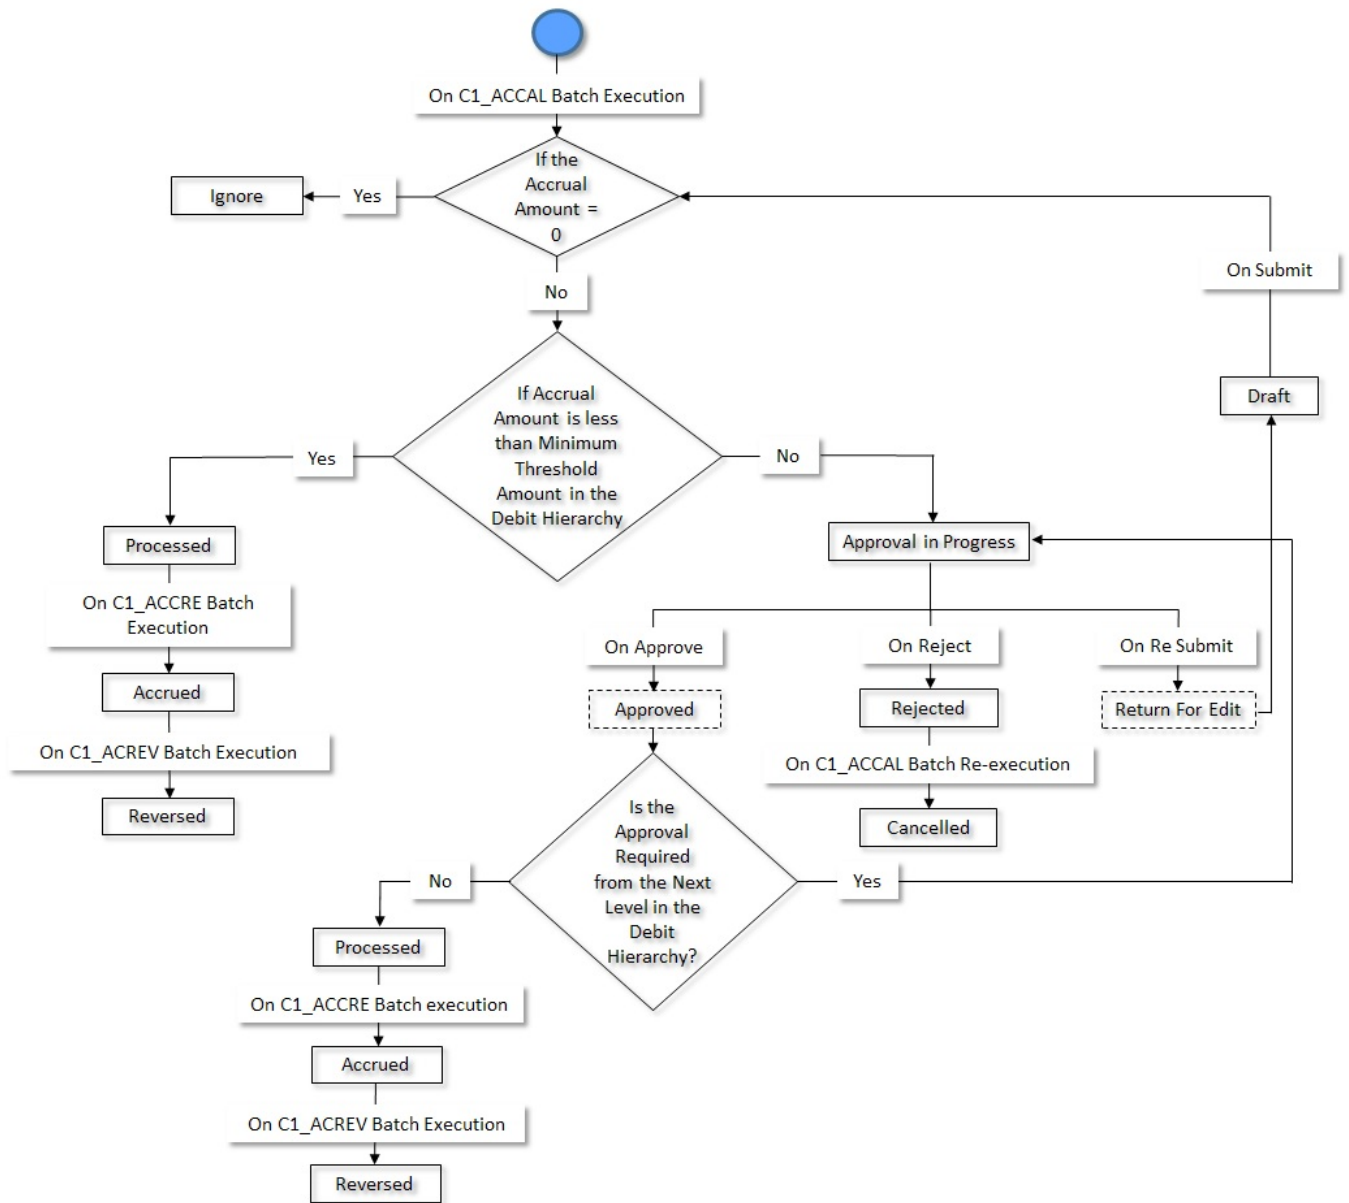 On C1_ACCAL Batch Execution
If the
Accrual
Amount =
0
Yes
Ignore
No
On Submit
Draft
If Accrual
Amount is less
than Minimum
Threshold
Amount in the
Debit Hierarchy
Yes
No
Processed
On C1_ACCRE Batch
Execution
Accrued
On C1_ACREV Batch Execution
Reversed
Approval in Progress
On Approve
On Reject
On Re Submit
Approved
Rejected
Return For Edit
On C1_ACCAL Batch Re-execution
Cancelled
Is the
Approval
Required
from the Next
Level in the
Debit
Hierarchy?
No
Yes
Processed
On C1_ACCRE Batch execution
Accrued
On C1_ACREV Batch Execution
Reversed